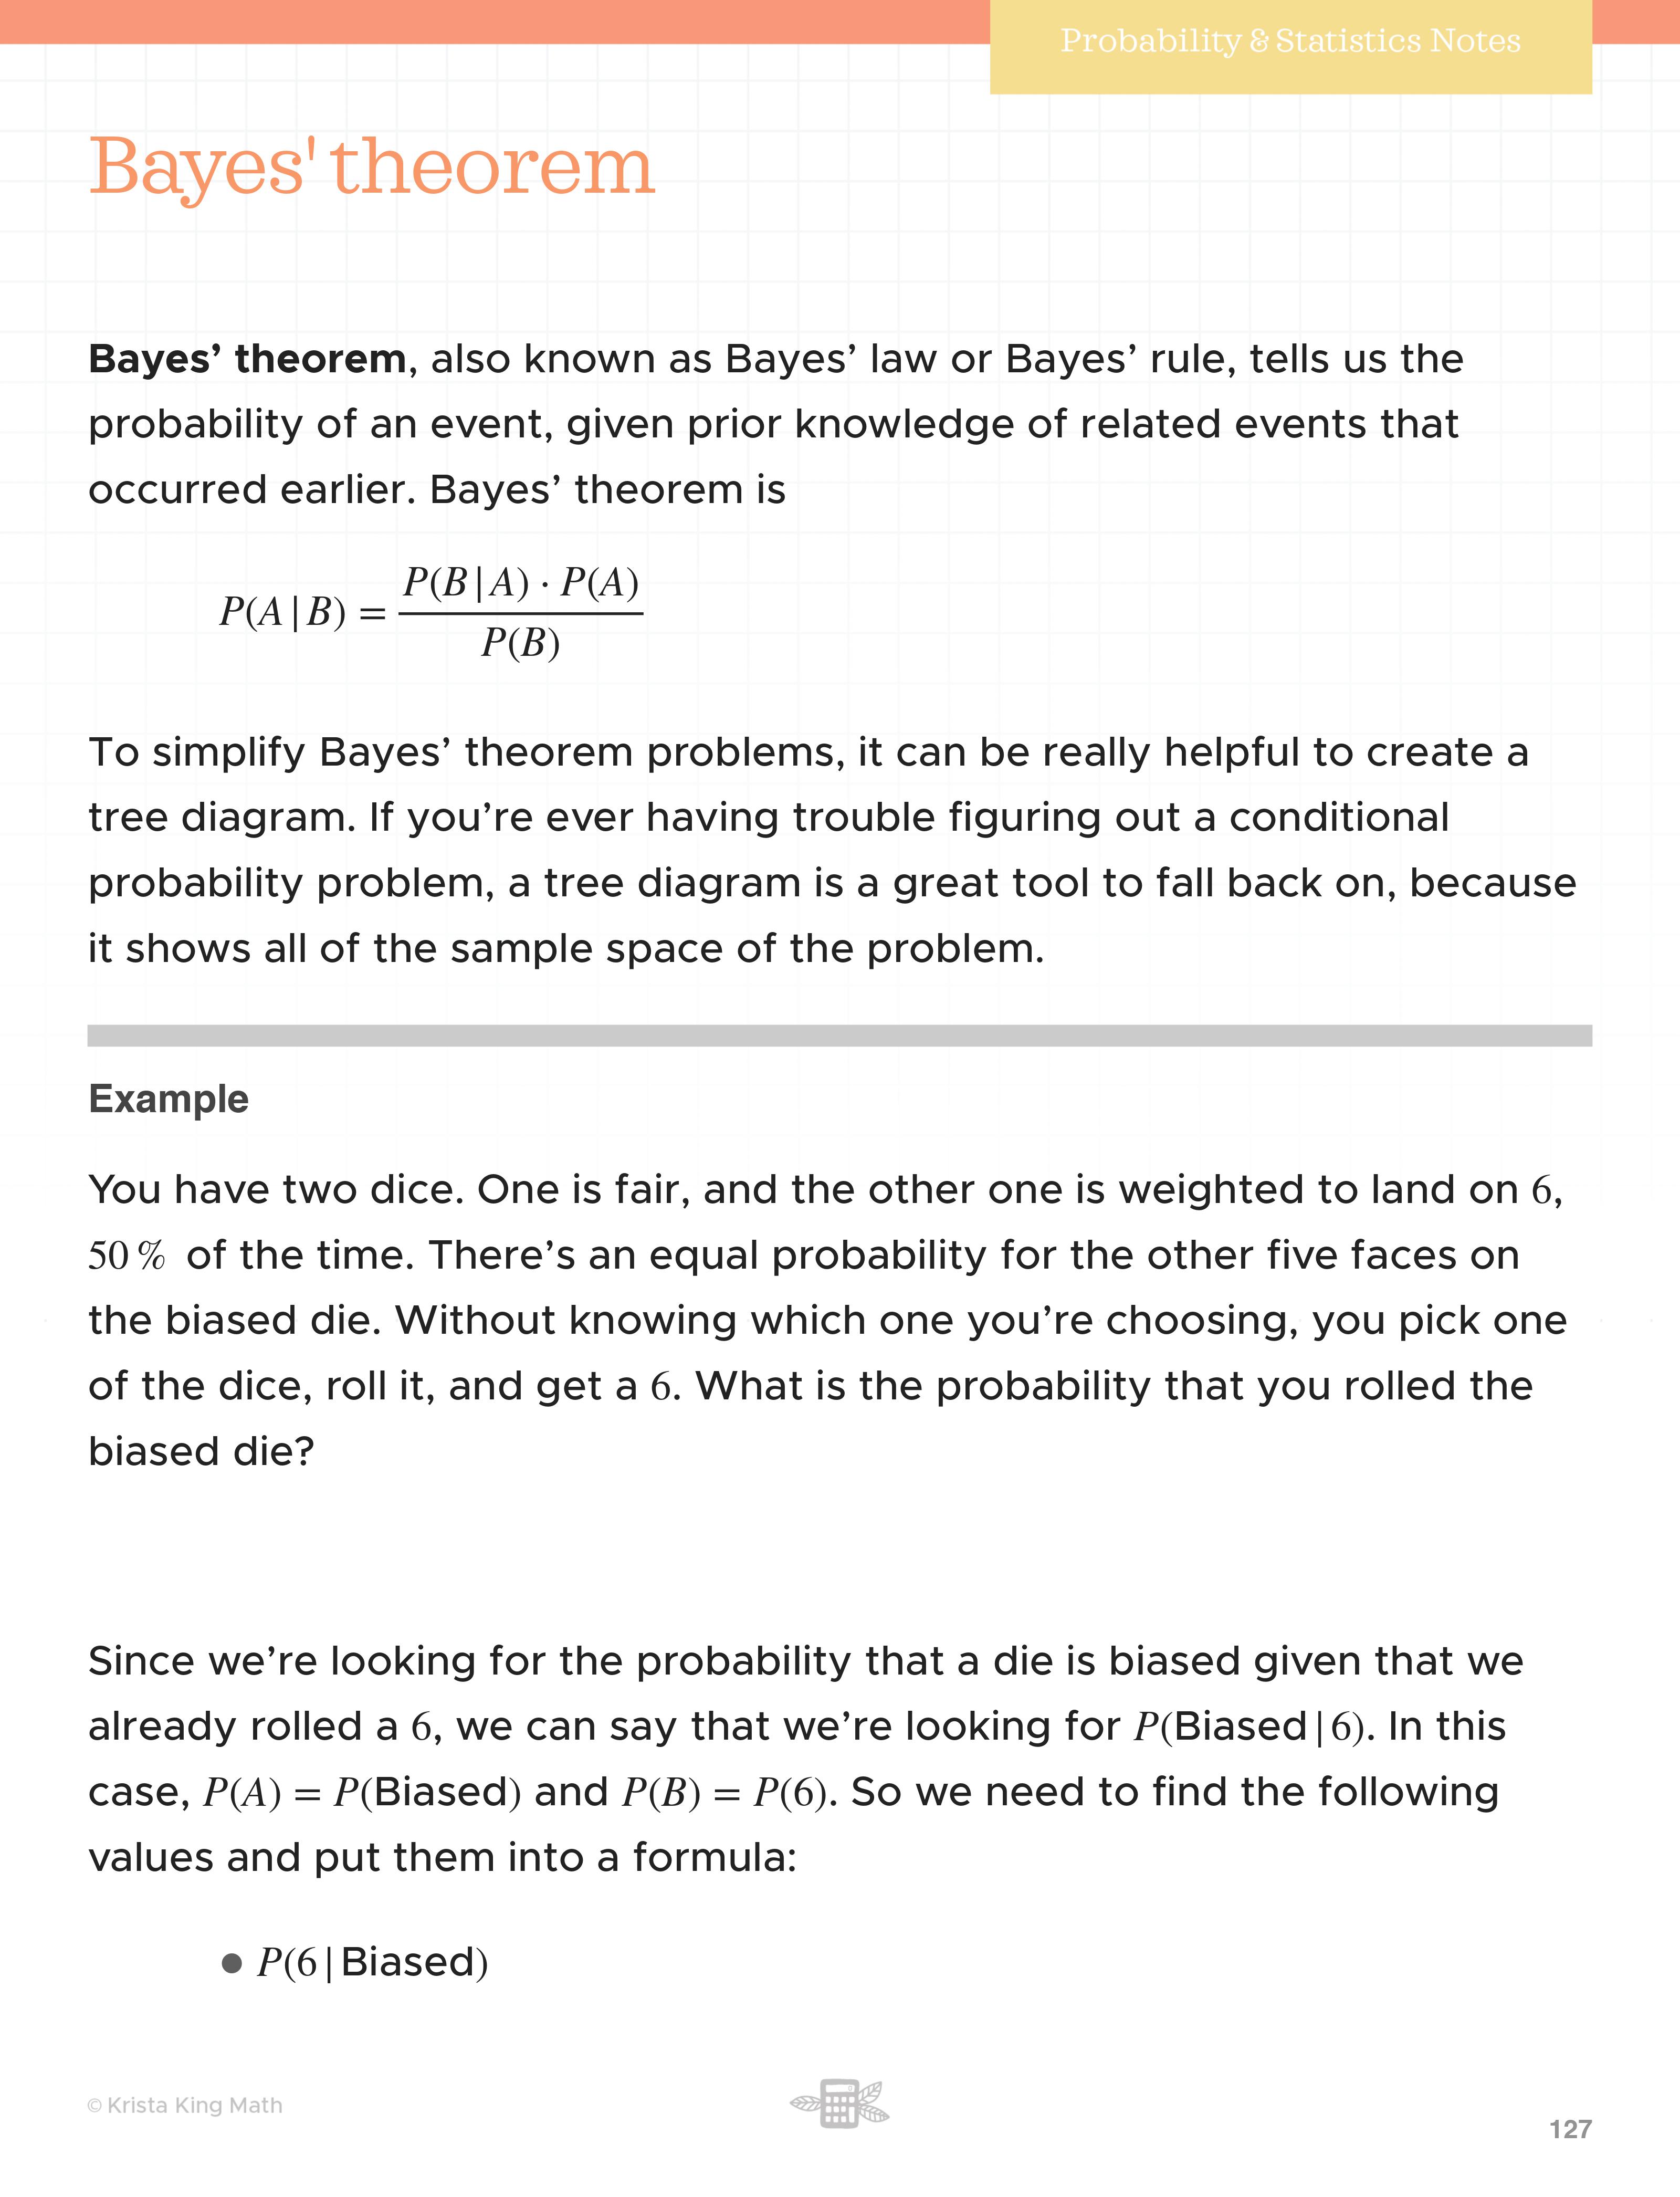 Probability & Statistics Notes
Bayes' theorem
Bayes’ theorem, also known as Bayes’ law or Bayes’ rule, tells us the
probability of an event, given prior knowledge of related events that
occurred earlier. Bayes’ theorem is
P(A|B) = P(B|A) · P(A) / P(B)
To simplify Bayes’ theorem problems, it can be really helpful to create a
tree diagram. If you’re ever having trouble figuring out a conditional
probability problem, a tree diagram is a great tool to fall back on, because
it shows all of the sample space of the problem.
Example
You have two dice. One is fair, and the other one is weighted to land on 6,
50% of the time. There’s an equal probability for the other five faces on
the biased die. Without knowing which one you’re choosing, you pick one
of the dice, roll it, and get a 6. What is the probability that you rolled the
biased die?
Since we’re looking for the probability that a die is biased given that we
already rolled a 6, we can say that we’re looking for P(Biased|6). In this
case, P(A) = P(Biased) and P(B) = P(6). So we need to find the following
values and put them into a formula:
● P(6|Biased)
© Krista King Math
127